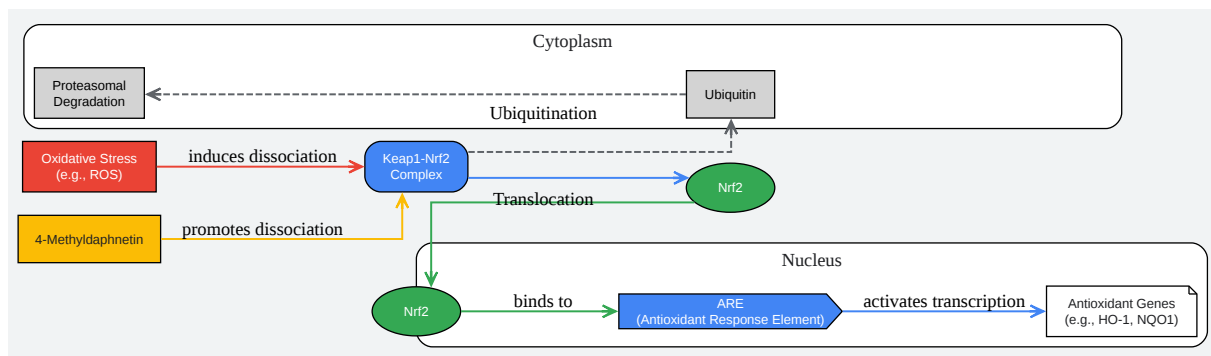 Cytoplasm
Proteasomal
Degradation
Ubiquitin
Ubiquitination
Oxidative Stress
(e.g., ROS)
induces dissociation
Keap1-Nrf2
Complex
Nrf2
Translocation
4-Methyldaphnetin
promotes dissociation
Nucleus
Nrf2
binds to
ARE
(Antioxidant Response Element)
activates transcription
Antioxidant Genes
(e.g., HO-1, NQO1)